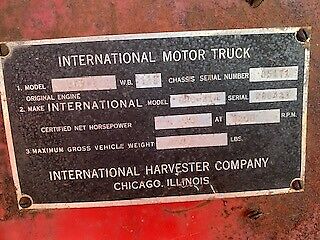 INTERNATIONAL MOTOR TRUCK
1. MODEL W.B. CHASSIS SERIAL NUMBER
ORIGINAL ENGINE
2. MAKE INTERNATIONAL MODEL SERIAL
CERTIFIED NET HORSEPOWER AT R.P.M.
3. MAXIMUM GROSS VEHICLE WEIGHT LBS.
INTERNATIONAL HARVESTER COMPANY
CHICAGO, ILLINOIS